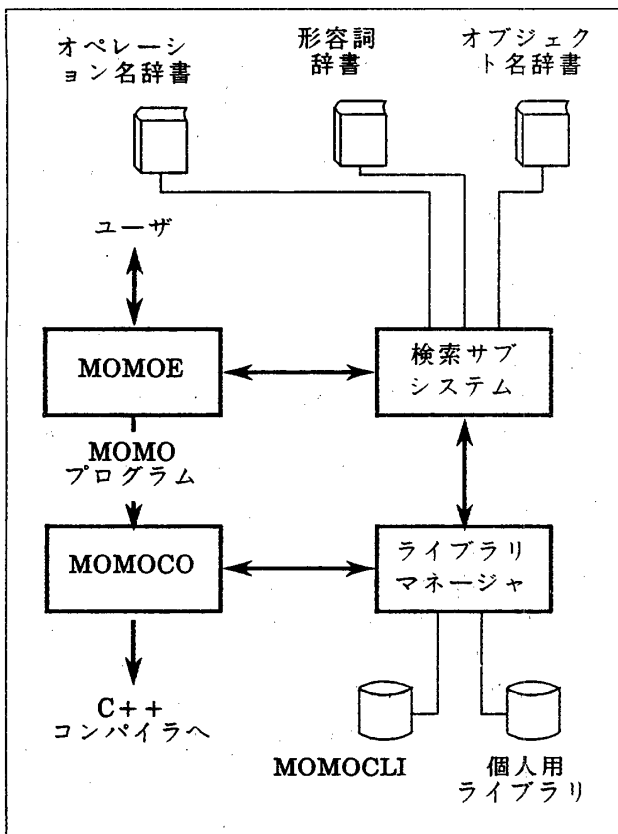 オペレーシ
ョン名辞書
形容詞
辞書
オブジェク
ト名辞書
ユーザ
MOMOE
検索サブ
システム
MOMO
プログラム
MOMOCO
ライブラリ
マネージャ
C++
コンパイラへ
MOMOCLI
個人用
ライブラリ